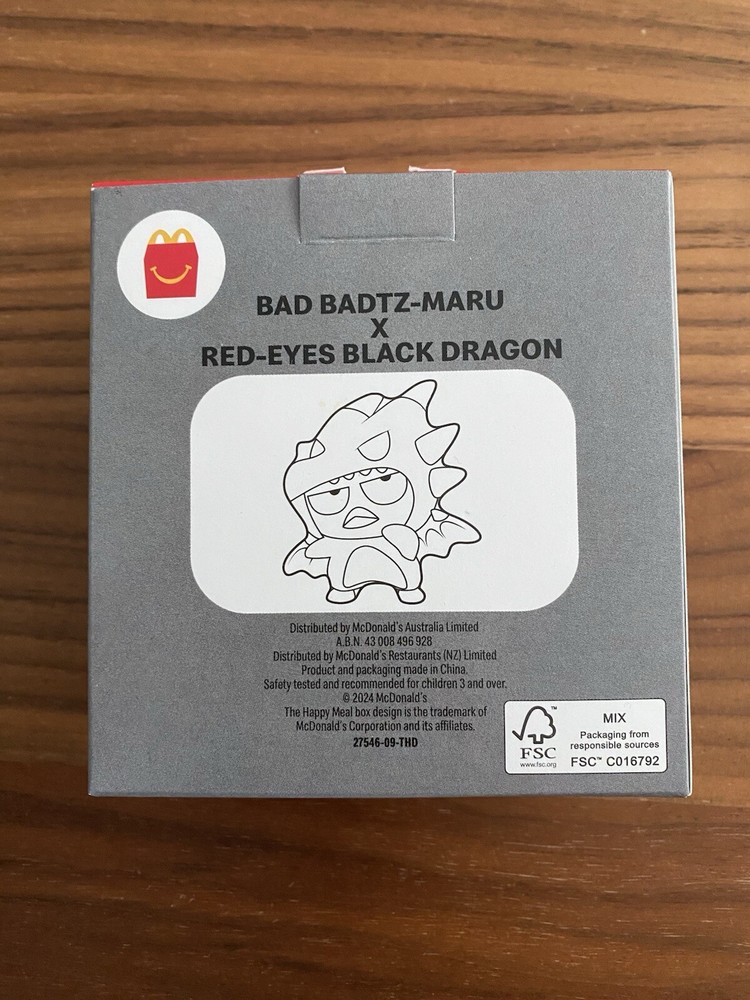 BAD BADTZ-MARU
X
RED-EYES BLACK DRAGON
Distributed by McDonald's Australia Limited
A.B.N. 43 008 496 928
Distributed by McDonald's Restaurants (NZ) Limited
Product and packaging made in China.
Safety tested and recommended for children 3 and over.
© 2024 McDonald's
The Happy Meal box design is the trademark of
McDonald's Corporation and its affiliates.
27546-09-THD
FSC
www.fsc.org
MIX
Packaging from
responsible sources
FSC™ C016792